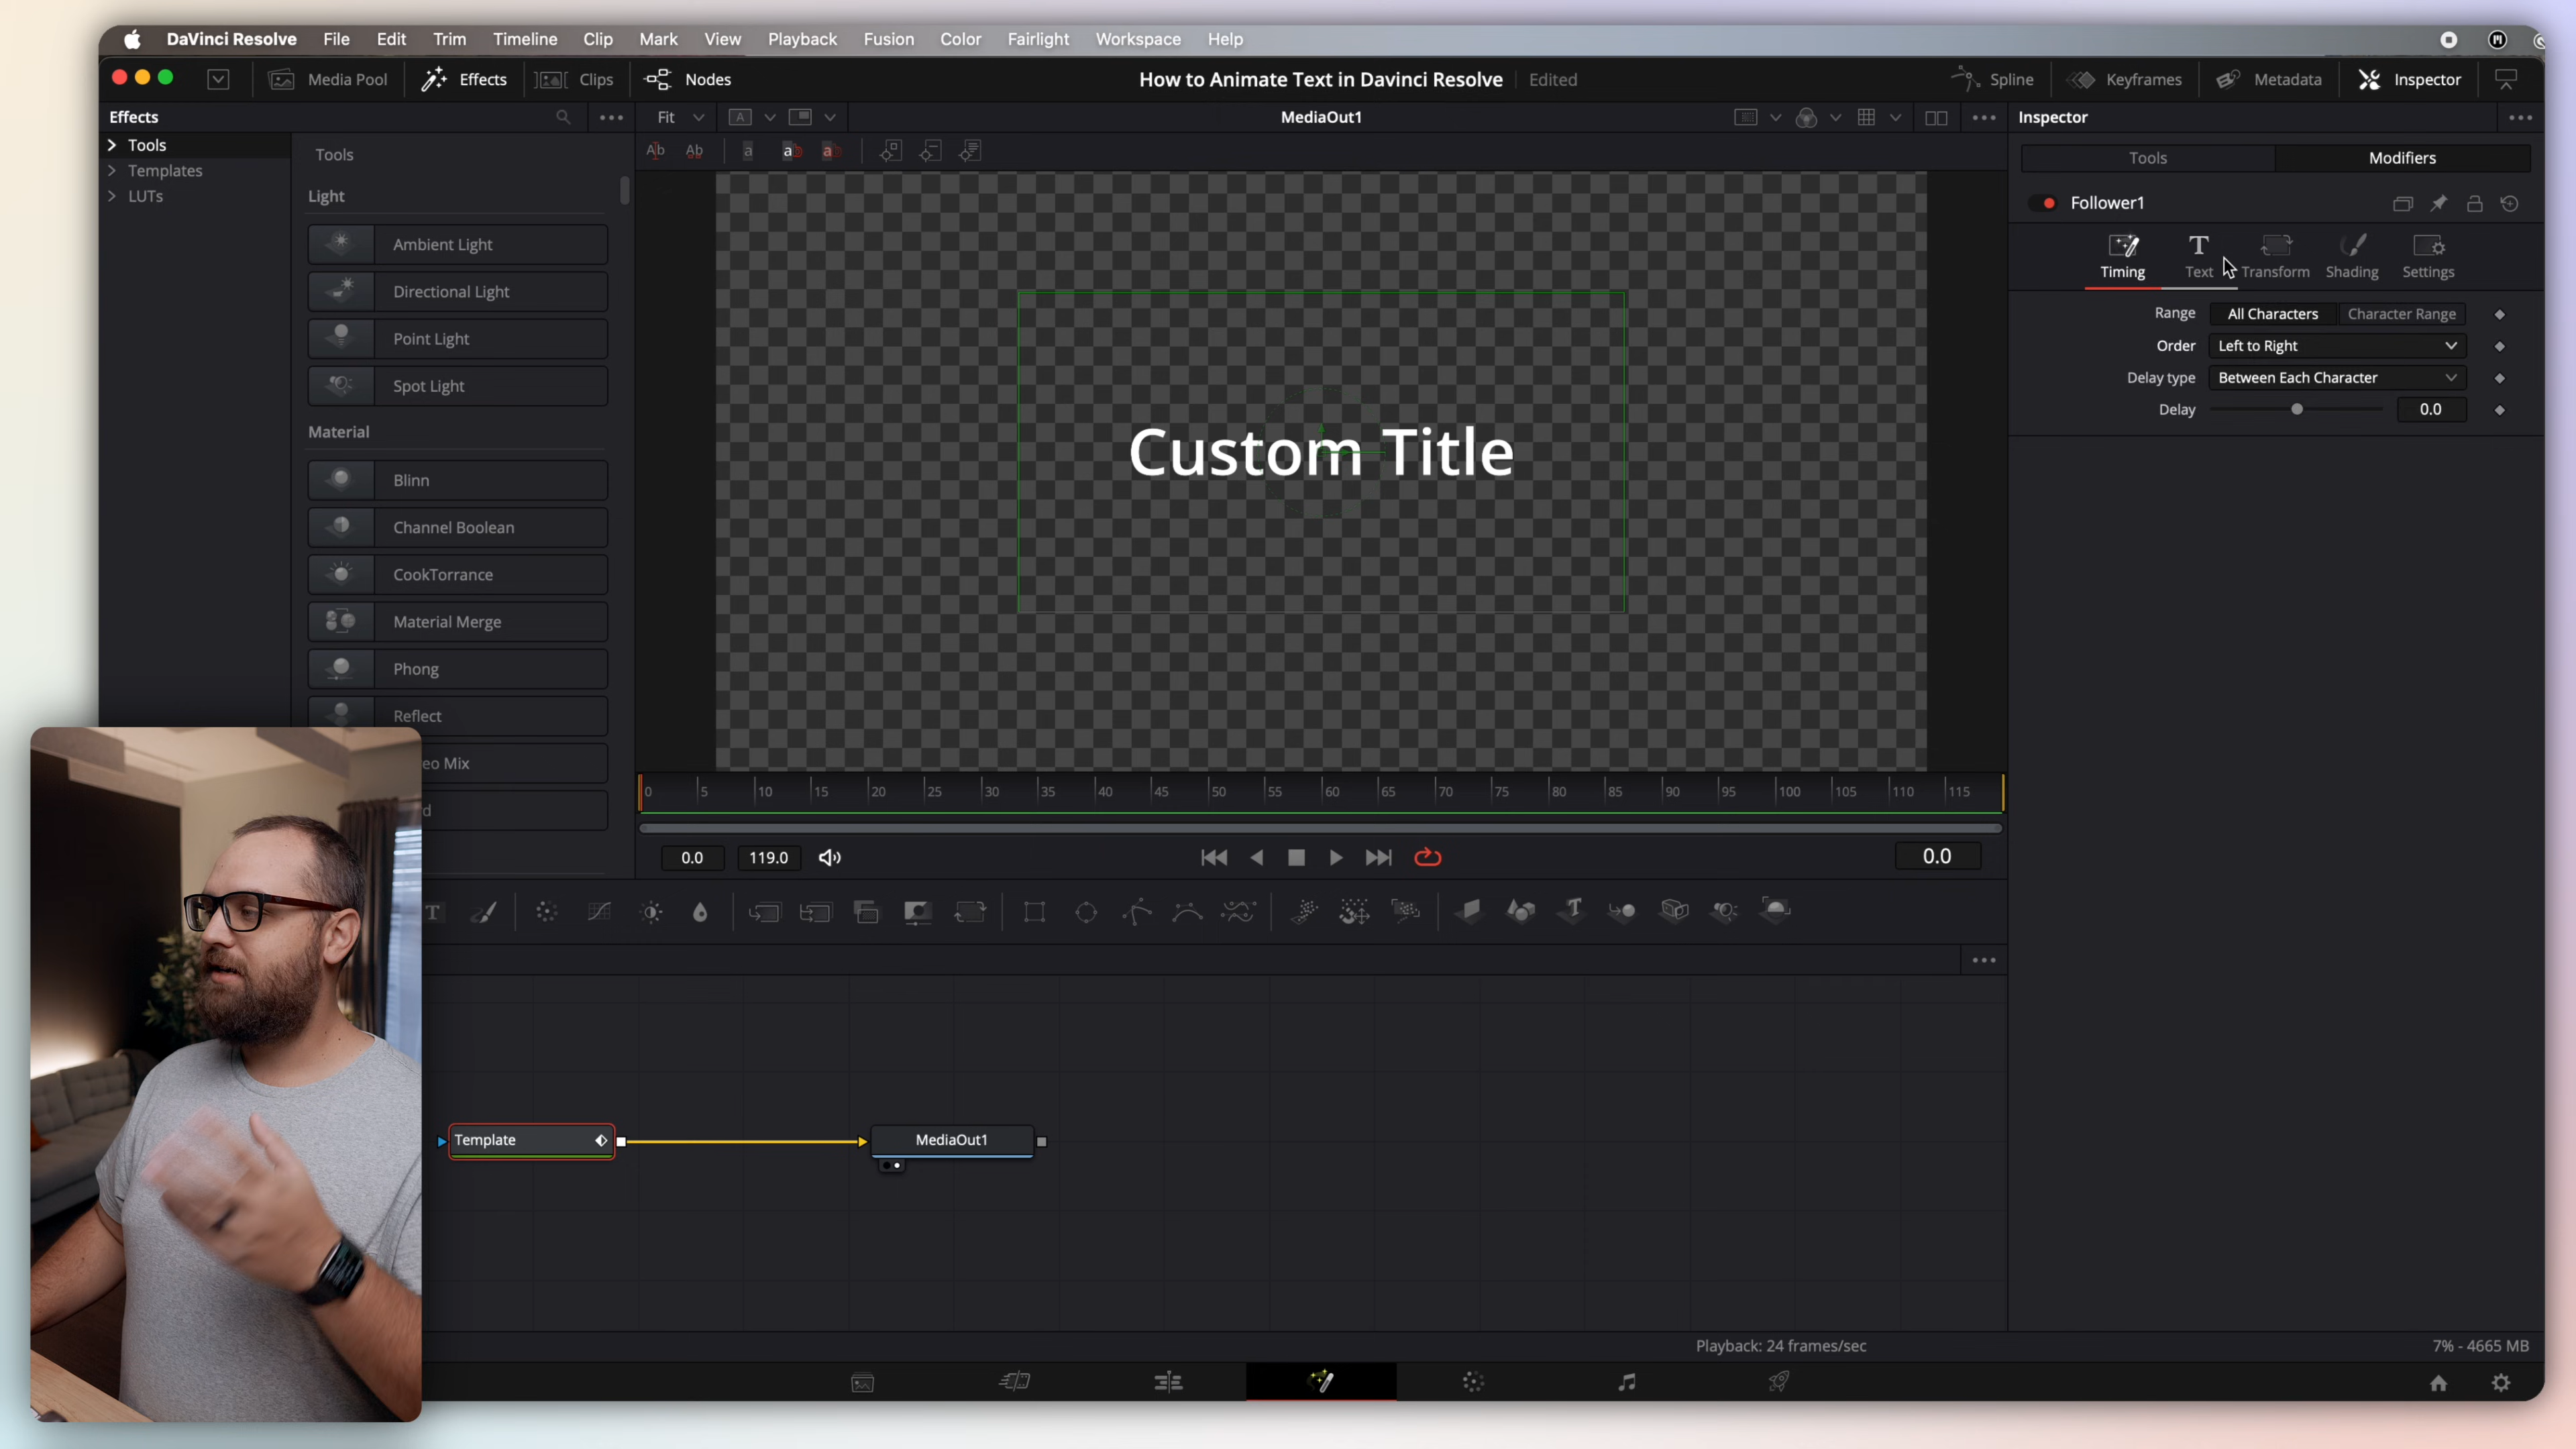 DaVinci Resolve File Edit Trim Timeline Clip Mark View Playback Fusion Color Fairlight Workspace Help
Media Pool Effects Clips Nodes How to Animate Text in Davinci Resolve Edited Spline Keyframes Metadata Inspector
Effects Fit A MediaOut1 Inspector
Tools
Templates
LUTs
Tools
Light
Ambient Light
Directional Light
Point Light
Spot Light
Material
Blinn
Channel Boolean
CookTorrance
Material Merge
Phong
Reflect
eo Mix
d
Custom Title
0 5 10 15 20 25 30 35 40 45 50 55 60 65 70 75 80 85 90 95 100 105 110 115
0.0 119.0 0.0
Tools Modifiers
Follower1
Timing Text Transform Shading Settings
Range All Characters Character Range
Order Left to Right
Delay type Between Each Character
Delay 0.0
Template MediaOut1
Playback: 24 frames/sec 7% - 4665 MB